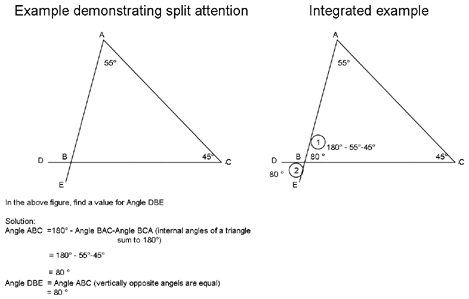 Example demonstrating split attention
Integrated example
A
55°
D
B
45°
C
E
A
55°
1
180° - 55°-45°
D
B
80 °
45°
C
80 °
2
E
In the above figure, find a value for Angle DBE
Solution:
Angle ABC =180° - Angle BAC-Angle BCA (internal angles of a triangle
sum to 180°)
= 180° - 55°-45°
= 80 °
Angle DBE = Angle ABC (vertically opposite angels are equal)
= 80 °